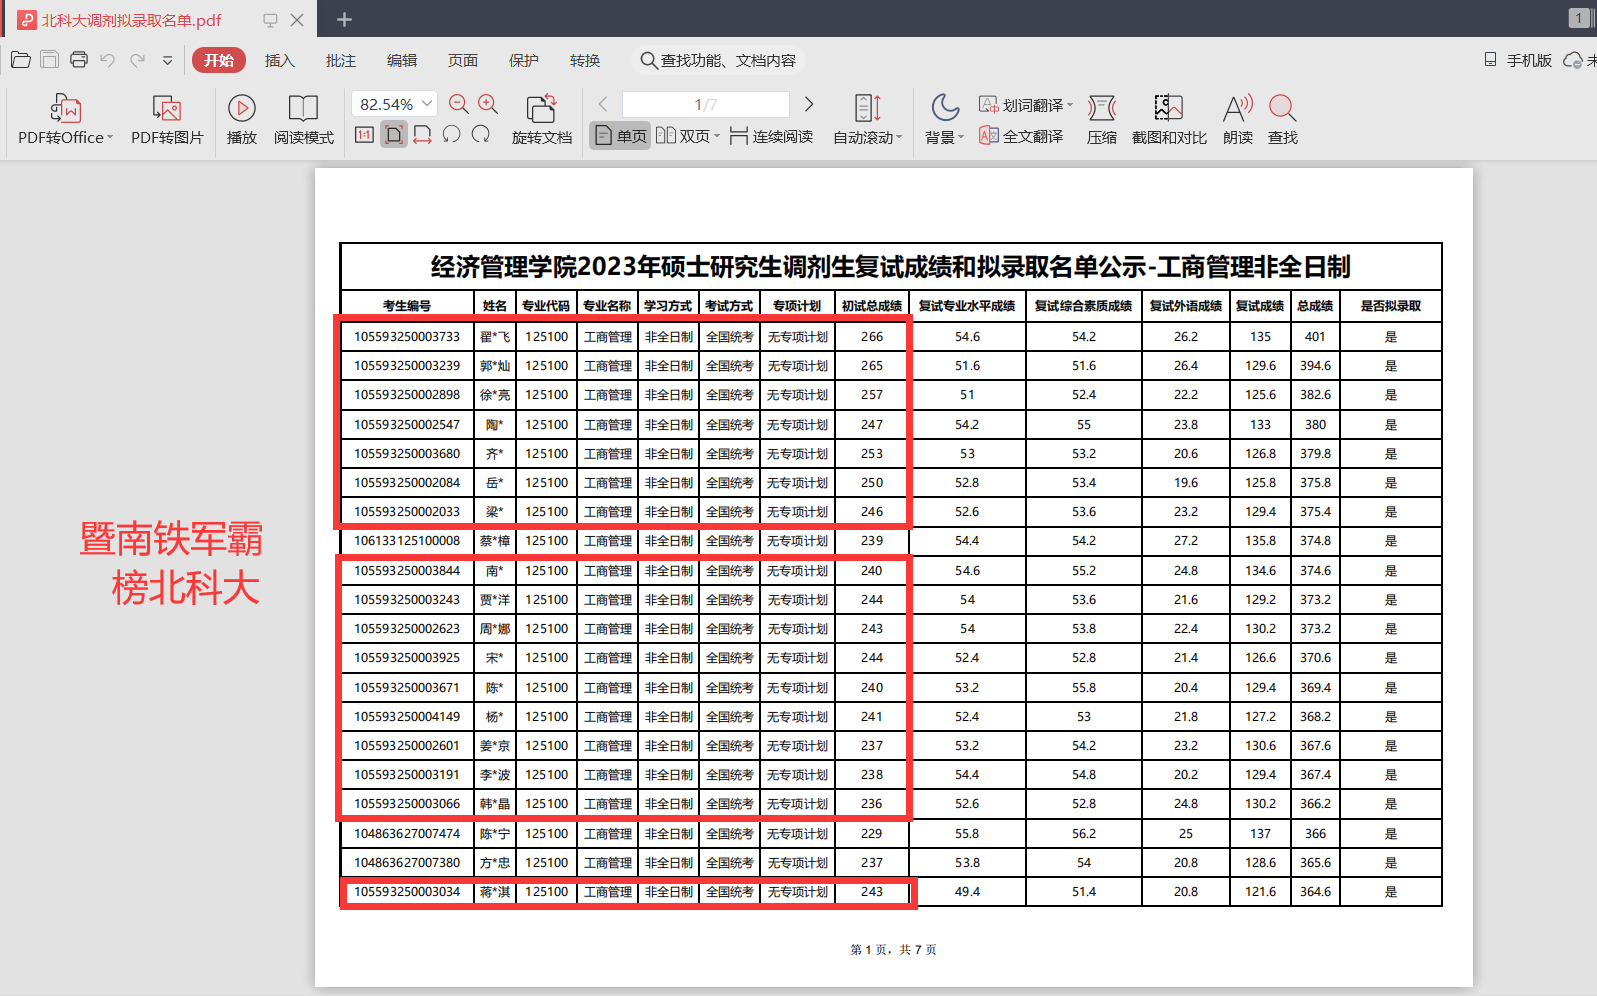 北科大调剂拟录取名单.pdf
1
开始 插入 批注 编辑 页面 保护 转换 查找功能、文档内容 手机版 未
PDF转Office PDF转图片 播放 阅读模式 82.54% 1:1 旋转文档 1/7 单页 双页 连续阅读 自动滚动 背景 划词翻译 全文翻译 压缩 截图和对比 朗读 查找
经济管理学院2023年硕士研究生调剂生复试成绩和拟录取名单公示-工商管理非全日制
考生编号 姓名 专业代码 专业名称 学习方式 考试方式 专项计划 初试总成绩 复试专业水平成绩 复试综合素质成绩 复试外语成绩 复试成绩 总成绩 是否拟录取
105593250003733 翟*飞 125100 工商管理 非全日制 全国统考 无专项计划 266 54.6 54.2 26.2 135 401 是
105593250003239 郭*灿 125100 工商管理 非全日制 全国统考 无专项计划 265 51.6 51.6 26.4 129.6 394.6 是
105593250002898 徐*亮 125100 工商管理 非全日制 全国统考 无专项计划 257 51 52.4 22.2 125.6 382.6 是
105593250002547 陶* 125100 工商管理 非全日制 全国统考 无专项计划 247 54.2 55 23.8 133 380 是
105593250003680 齐* 125100 工商管理 非全日制 全国统考 无专项计划 253 53 53.2 20.6 126.8 379.8 是
105593250002084 岳* 125100 工商管理 非全日制 全国统考 无专项计划 250 52.8 53.4 19.6 125.8 375.8 是
105593250002033 梁* 125100 工商管理 非全日制 全国统考 无专项计划 246 52.6 53.6 23.2 129.4 375.4 是
106133125100008 蔡*樟 125100 工商管理 非全日制 全国统考 无专项计划 239 54.4 54.2 27.2 135.8 374.8 是
105593250003844 南* 125100 工商管理 非全日制 全国统考 无专项计划 240 54.6 55.2 24.8 134.6 374.6 是
105593250003243 贾*洋 125100 工商管理 非全日制 全国统考 无专项计划 244 54 53.6 21.6 129.2 373.2 是
105593250002623 周*娜 125100 工商管理 非全日制 全国统考 无专项计划 243 54 53.8 22.4 130.2 373.2 是
105593250003925 宋* 125100 工商管理 非全日制 全国统考 无专项计划 244 52.4 52.8 21.4 126.6 370.6 是
105593250003671 陈* 125100 工商管理 非全日制 全国统考 无专项计划 240 53.2 55.8 20.4 129.4 369.4 是
105593250004149 杨* 125100 工商管理 非全日制 全国统考 无专项计划 241 52.4 53 21.8 127.2 368.2 是
105593250002601 姜*京 125100 工商管理 非全日制 全国统考 无专项计划 237 53.2 54.2 23.2 130.6 367.6 是
105593250003191 李*波 125100 工商管理 非全日制 全国统考 无专项计划 238 54.4 54.8 20.2 129.4 367.4 是
105593250003066 韩*晶 125100 工商管理 非全日制 全国统考 无专项计划 236 52.6 52.8 24.8 130.2 366.2 是
104863627007474 陈*宁 125100 工商管理 非全日制 全国统考 无专项计划 229 55.8 56.2 25 137 366 是
104863627007380 方*忠 125100 工商管理 非全日制 全国统考 无专项计划 237 53.8 54 20.8 128.6 365.6 是
105593250003034 蒋*淇 125100 工商管理 非全日制 全国统考 无专项计划 243 49.4 51.4 20.8 121.6 364.6 是
暨南铁军霸
榜北科大
第 1 页，共 7 页